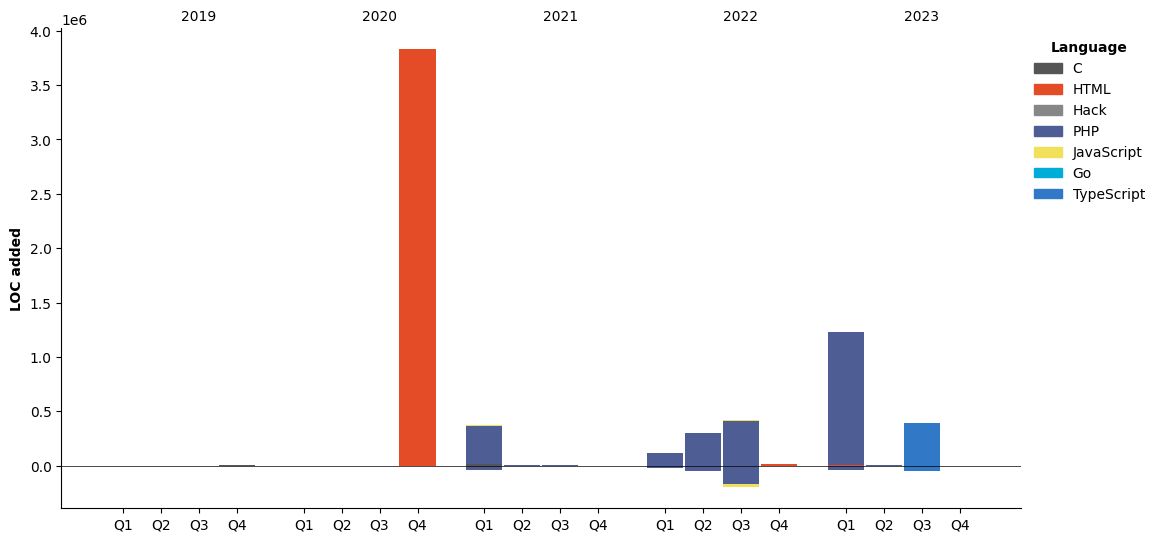 2019 2020 2021 2022 2023
1e6
4.0
3.5
3.0
2.5
2.0
1.5
1.0
0.5
0.0
LOC added
Q1 Q2 Q3 Q4 Q1 Q2 Q3 Q4 Q1 Q2 Q3 Q4 Q1 Q2 Q3 Q4 Q1 Q2 Q3 Q4
Language
C
HTML
Hack
PHP
JavaScript
Go
TypeScript